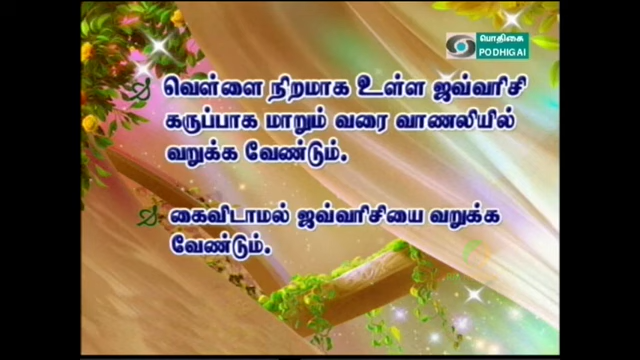 பொதிகை
PODHIGAI
வெள்ளை நிறமாக உள்ள ஜவ்வரிசி
கருப்பாக மாறும் வரை வாணலியில்
வறுக்க வேண்டும்.
கைவிடாமல் ஜவ்வரிசியை வறுக்க
வேண்டும்.